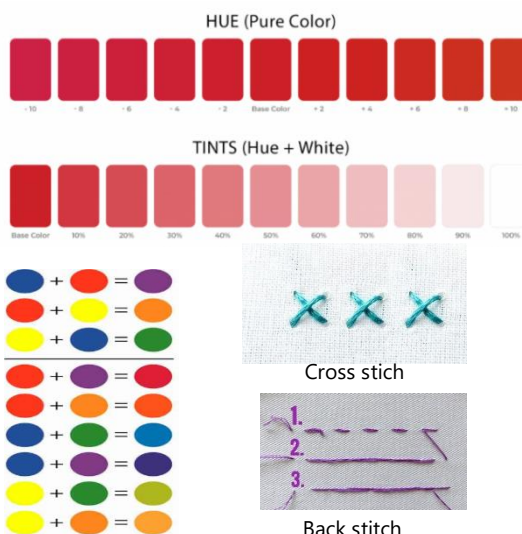 HUE (Pure Color)
- 10 - 8 - 6 - 4 - 2 Base Color + 2 + 4 + 6 + 8 + 10
TINTS (Hue + White)
Base Color 10% 20% 30% 40% 50% 60% 70% 80% 90% 100%
+ =
+ =
+ =
+ =
+ =
+ =
+ =
+ =
+ =
Cross stich
1.
2.
3.
Back stitch